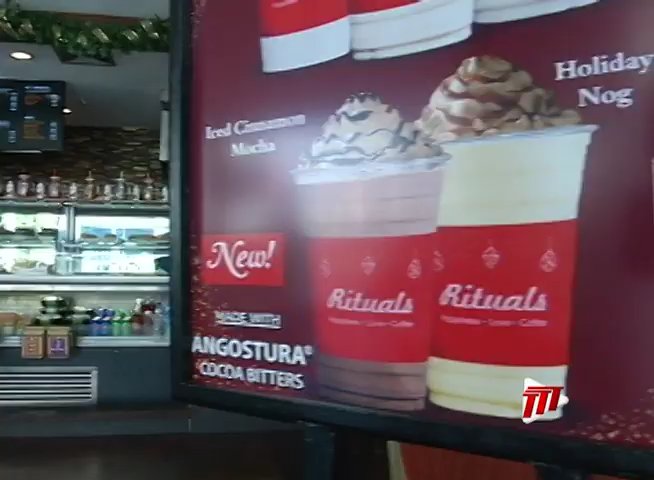 Holiday
Nog
Iced Cinnamon
Mocha
New!
Rituals
Rituals
MADE WITH
ANGOSTURA®
COCOA BITTERS